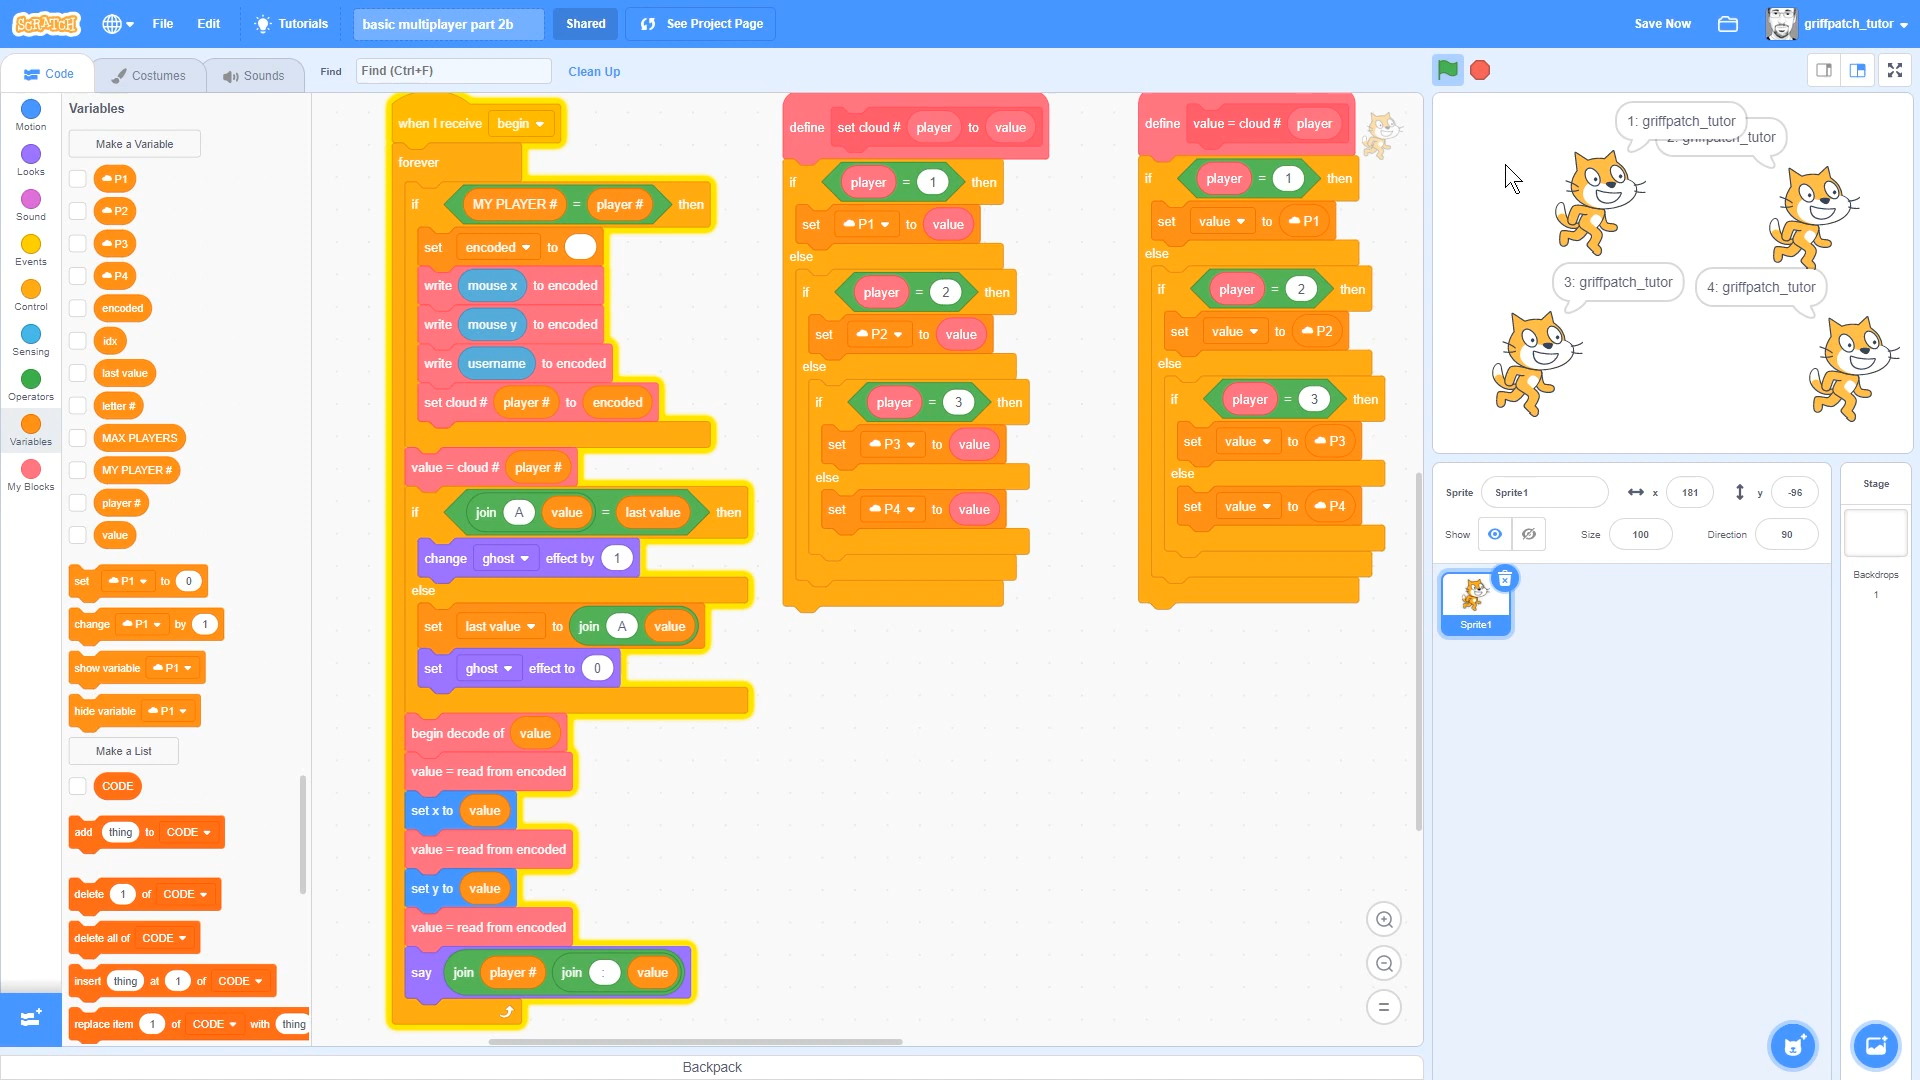 SCRATCH
File
Edit
Tutorials
basic multiplayer part 2b
Shared
See Project Page
Save Now
griffpatch_tutor
Code
Costumes
Sounds
Find
Find (Ctrl+F)
Clean Up
Motion
Looks
Sound
Events
Control
Sensing
Operators
Variables
My Blocks
Variables
Make a Variable
P1
P2
P3
P4
encoded
idx
last value
letter #
MAX PLAYERS
MY PLAYER #
player #
value
set P1 to 0
change P1 by 1
show variable P1
hide variable P1
Make a List
CODE
add thing to CODE
delete 1 of CODE
delete all of CODE
insert thing at 1 of CODE
replace item 1 of CODE with thing
when I receive begin
forever
if MY PLAYER # = player # then
set encoded to
write mouse x to encoded
write mouse y to encoded
write username to encoded
set cloud # player # to encoded
value = cloud # player #
if join A value = last value then
change ghost effect by 1
else
set last value to join A value
set ghost effect to 0
begin decode of value
value = read from encoded
set x to value
value = read from encoded
set y to value
value = read from encoded
say join player # join : value
define set cloud # player to value
if player = 1 then
set P1 to value
else
if player = 2 then
set P2 to value
else
if player = 3 then
set P3 to value
else
set P4 to value
define value = cloud # player
if player = 1 then
set value to P1
else
if player = 2 then
set value to P2
else
if player = 3 then
set value to P3
else
set value to P4
1: griffpatch_tutor
2: griffpatch_tutor
3: griffpatch_tutor
4: griffpatch_tutor
Sprite Sprite1 x 181 y -96
Show Size 100 Direction 90
Sprite1
Stage
Backdrops
1
Backpack